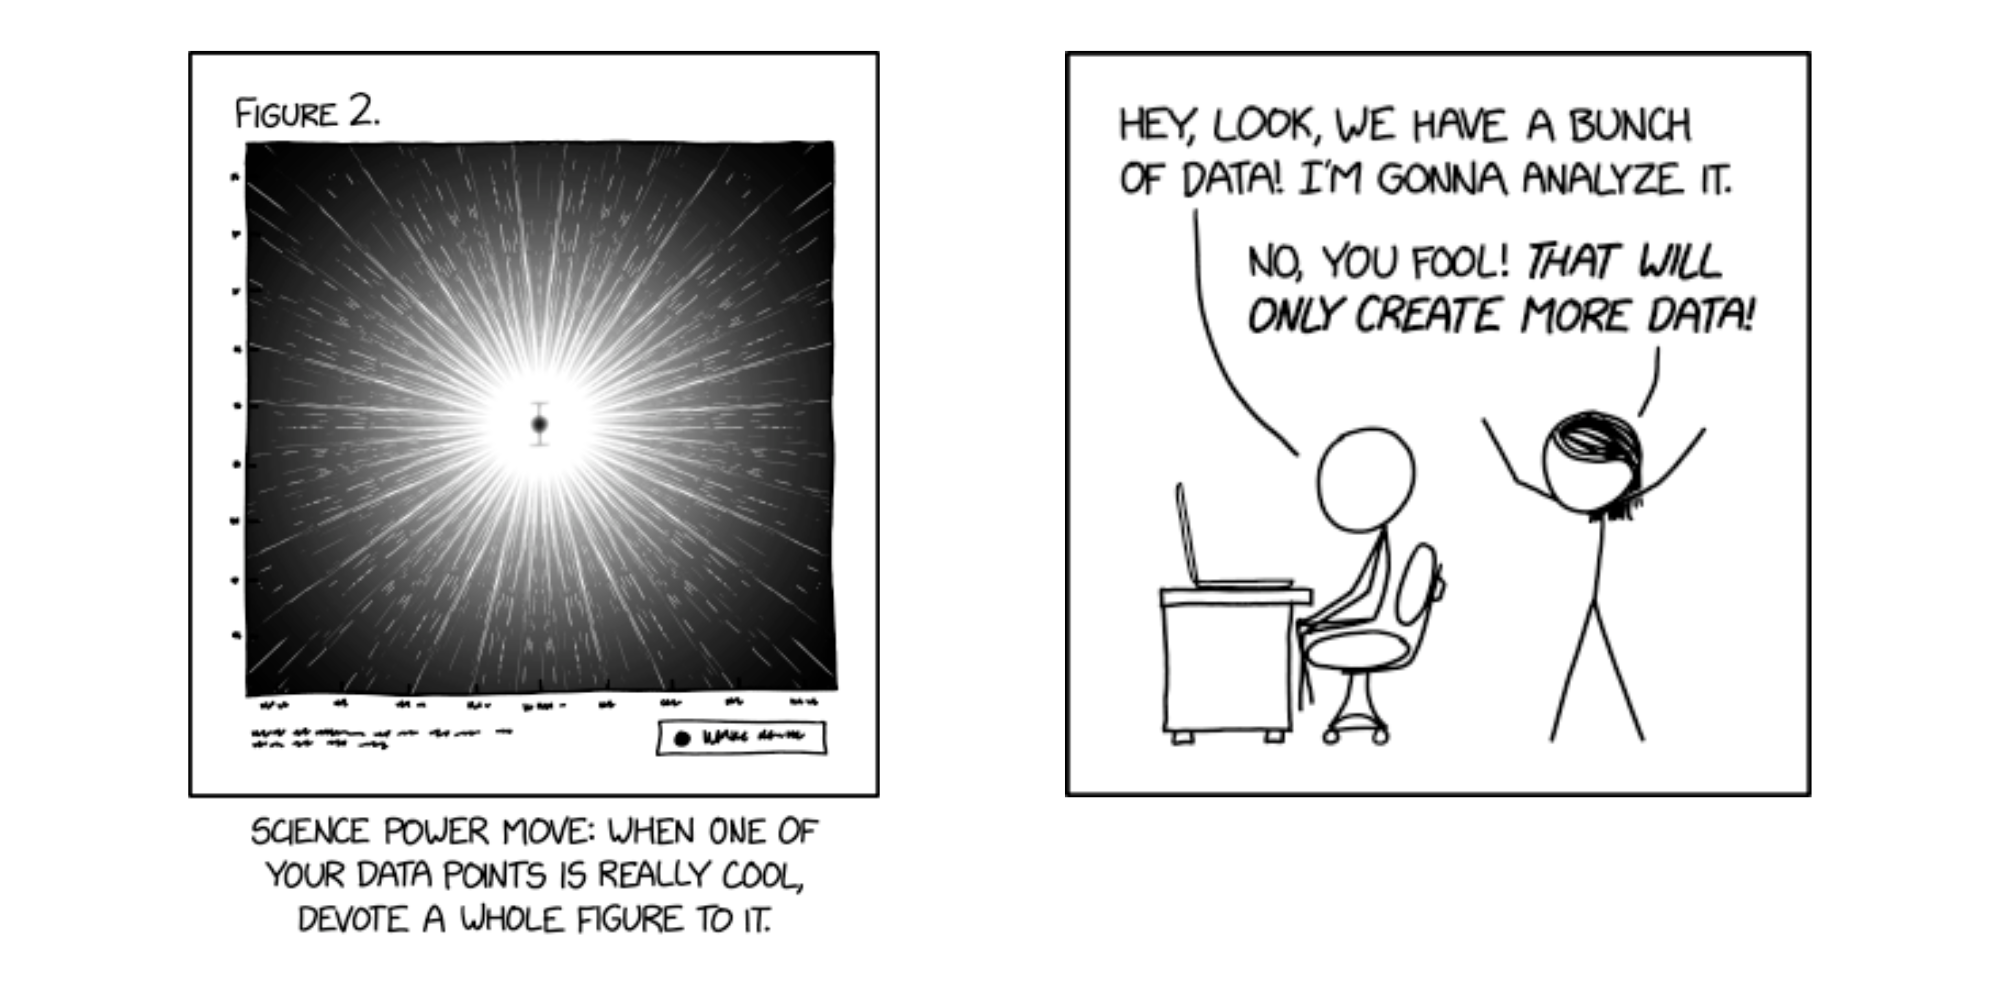 FIGURE 2.
SCIENCE POWER MOVE: WHEN ONE OF
YOUR DATA POINTS IS REALLY COOL,
DEVOTE A WHOLE FIGURE TO IT.
HEY, LOOK, WE HAVE A BUNCH
OF DATA! I'M GONNA ANALYZE IT.
NO, YOU FOOL! THAT WILL
ONLY CREATE MORE DATA!